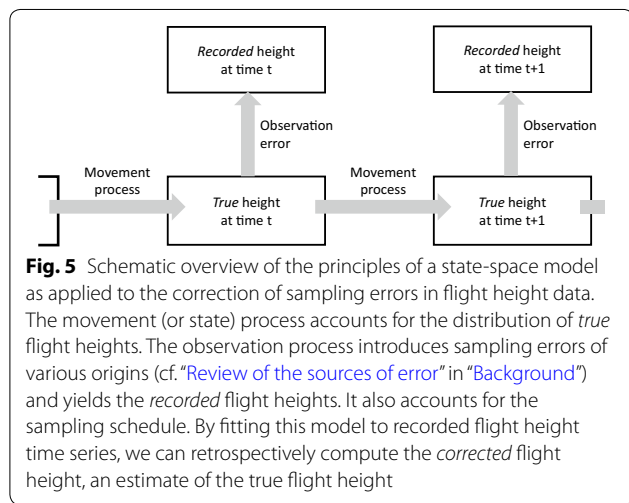 Recorded height
at time t
Recorded height
at time t+1
Observation
error
Observation
error
Movement
process
Movement
process
True height
at time t
True height
at time t+1
Fig. 5 Schematic overview of the principles of a state-space model
as applied to the correction of sampling errors in flight height data.
The movement (or state) process accounts for the distribution of true
flight heights. The observation process introduces sampling errors of
various origins (cf. “Review of the sources of error” in “Background”)
and yields the recorded flight heights. It also accounts for the
sampling schedule. By fitting this model to recorded flight height
time series, we can retrospectively compute the corrected flight
height, an estimate of the true flight height